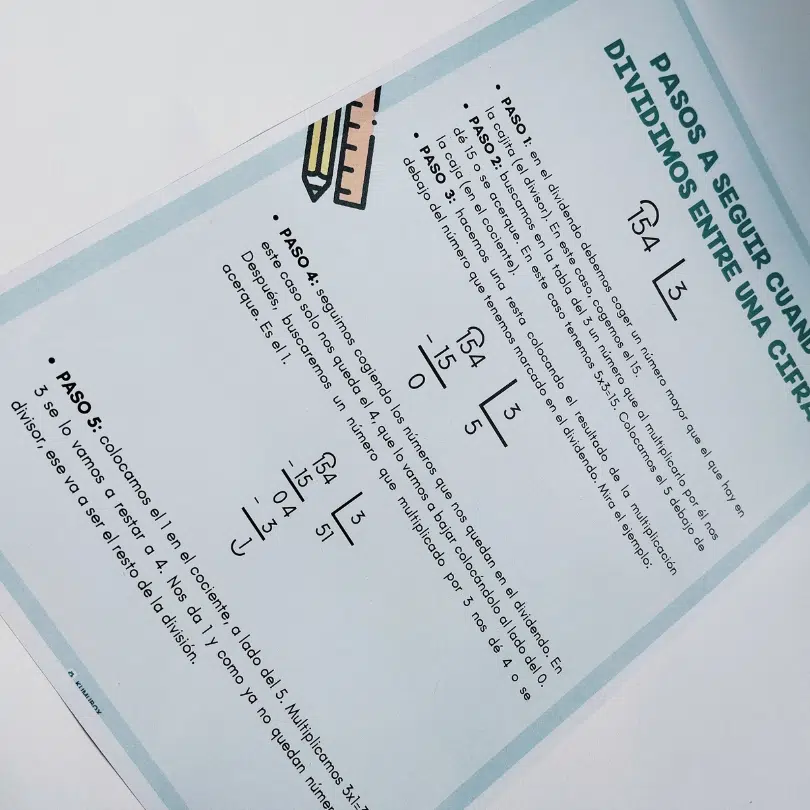 PASOS A SEGUIR CUAND
DIVIDIMOS ENTRE UNA CIFRA
154 3
• PASO 1: en el dividendo debemos coger un número mayor que el que hay en
la cajita (el divisor). En este caso, cogemos el 15.
• PASO 2: buscamos en la tabla del 3 un número que al multiplicarlo por él nos
dé 15 o se acerque. En este caso tenemos 5x3=15. Colocamos el 5 debajo de
la caja (en el cociente).
• PASO 3: hacemos una resta colocando el resultado de la multiplicación
debajo del número que tenemos marcado en el dividendo. Mira el ejemplo:
154 3
- 15 5
0
• PASO 4: seguimos cogiendo los números que nos quedan en el dividendo. En
este caso solo nos queda el 4, que lo vamos a bajar colocándolo al lado del 0.
Después, buscaremos un número que multiplicado por 3 nos dé 4 o se
acerque. Es el 1.
154 3
- 15 51
0 4
- 3
1
• PASO 5: colocamos el 1 en el cociente, a lado del 5. Multiplicamos 3x1=3
3 se lo vamos a restar a 4. Nos da 1 y como ya no quedan núme
divisor, ese va a ser el resto de la división.
KUMUBOX